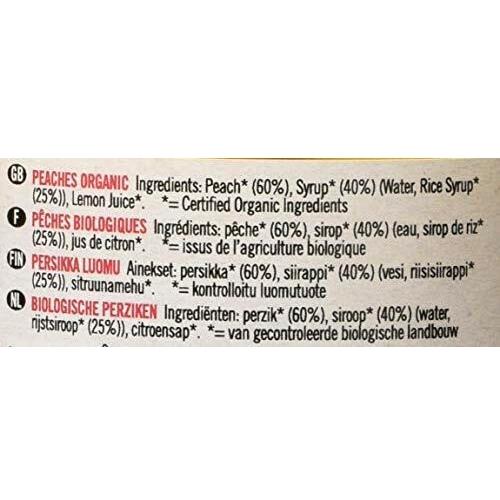 GB PEACHES ORGANIC Ingredients: Peach* (60%), Syrup* (40%) (Water, Rice Syrup*
(25%)), Lemon Juice*. *= Certified Organic Ingredients
F PÊCHES BIOLOGIQUES Ingrédients: pêche* (60%), sirop* (40%) (eau, sirop de riz*
(25%)), jus de citron*. *= issus de l'agriculture biologique
FIN PERSIKKA LUOMU Ainekset: persikka* (60%), siirappi* (40%) (vesi, riisisiirappi*
(25%)), sitruunamehu*. *= kontrolloitu luomutuote
NL BIOLOGISCHE PERZIKEN Ingrediënten: perzik* (60%), siroop* (40%) (water,
rijstsiroop* (25%)), citroensap*. *= van gecontroleerde biologische landbouw